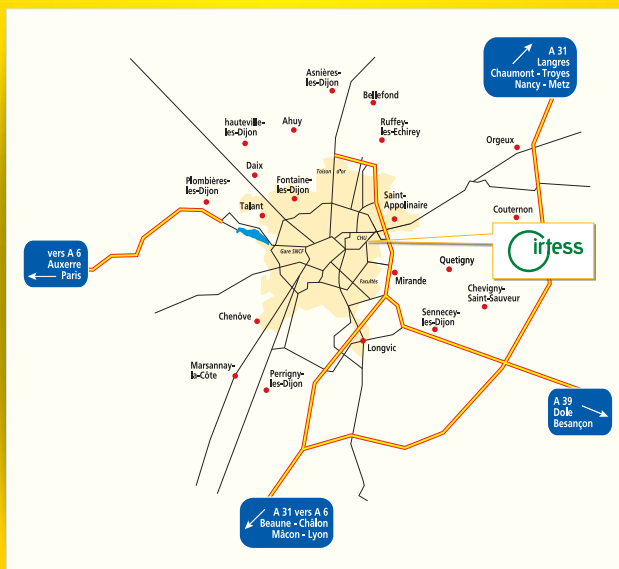 A 31
Langres
Chaumont - Troyes
Nancy - Metz
Asnières-
les-Dijon
Bellefond
hauteville-
les-Dijon
Ahuy
Ruffey-
les-Echirey
Orgeux
Daix
Toison d'or
Plombières-
les-Dijon
Fontaine-
les-Dijon
Talant
Saint-
Appolinaire
Couternon
vers A 6
Auxerre
Paris
Gare SNCF
CHU
irtess
Quetigny
Mirande
Facultés
Chevigny-
Saint-Sauveur
Chenôve
Sennecey-
les-Dijon
Longvic
Marsannay-
la-Côte
Perrigny-
les-Dijon
A 39
Dole
Besançon
A 31 vers A 6
Beaune - Châlon
Mâcon - Lyon